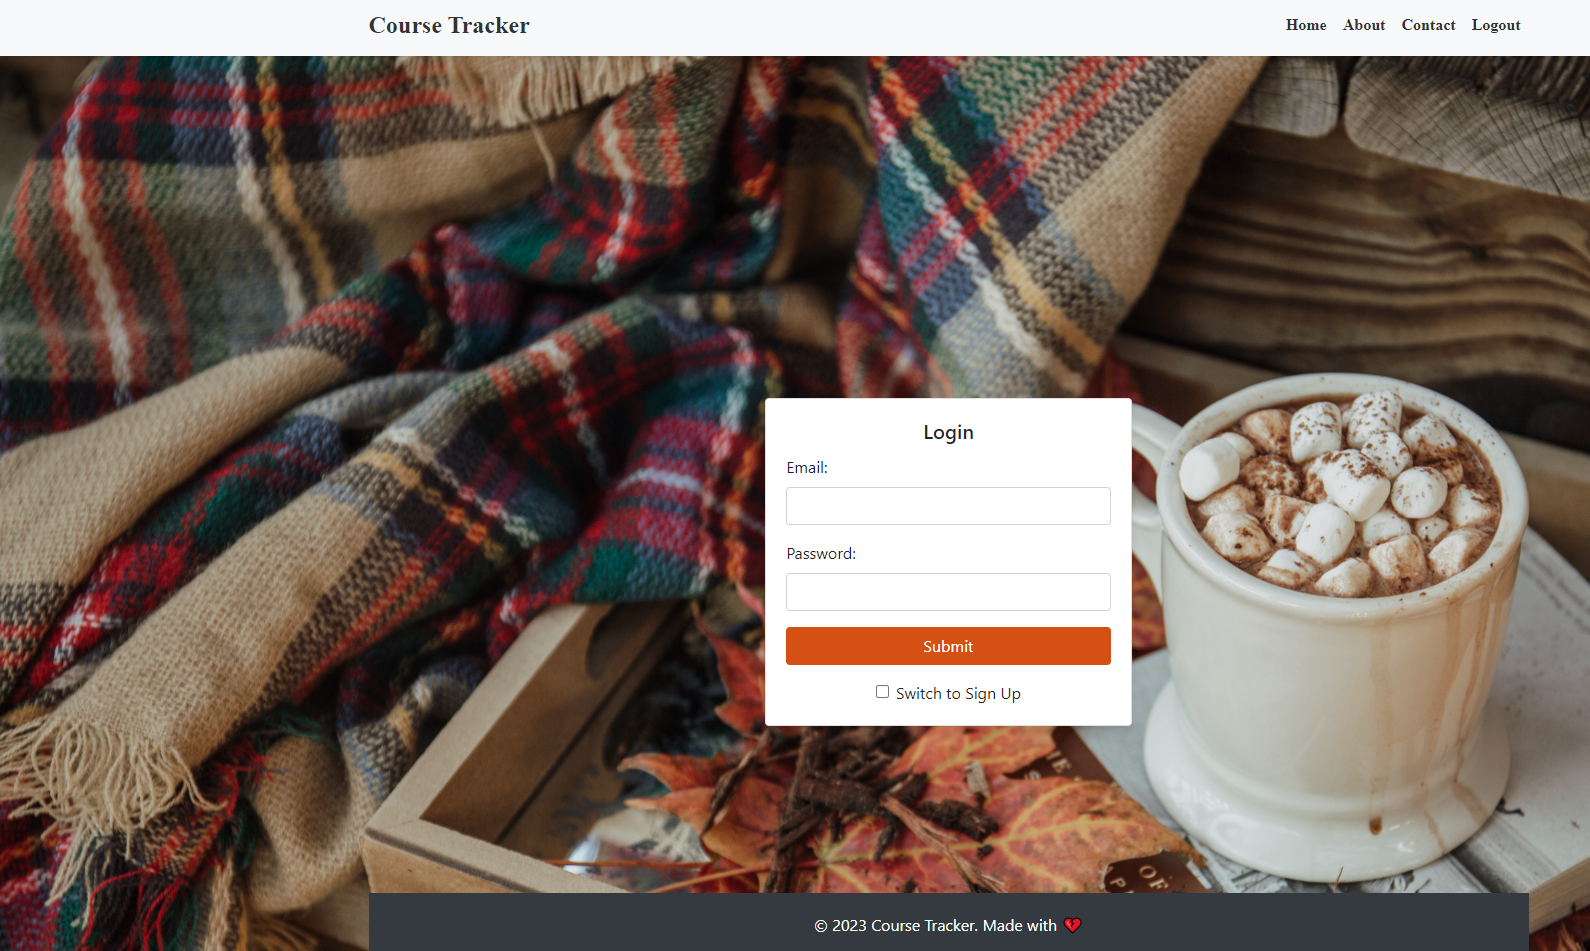 Course Tracker
Home About Contact Logout
Login
Email:
Password:
Submit
Switch to Sign Up
© 2023 Course Tracker. Made with 💔
OF